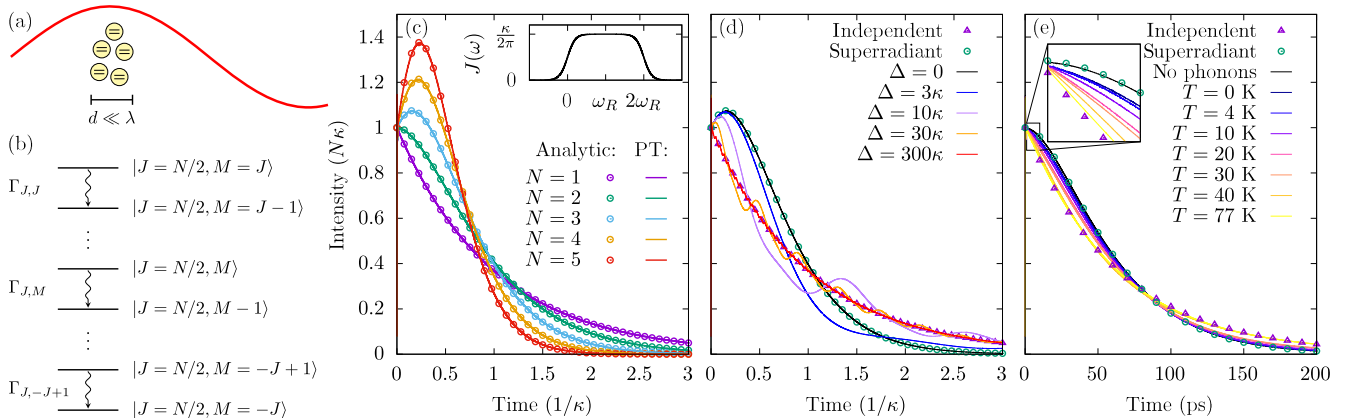 (a)
d ≪ λ
(b)
|J = N/2, M = J⟩
Γ_{J,J}
|J = N/2, M = J − 1⟩
⋮
|J = N/2, M⟩
Γ_{J,M}
|J = N/2, M − 1⟩
⋮
|J = N/2, M = −J + 1⟩
Γ_{J,−J+1}
|J = N/2, M = −J⟩
(c)
Intensity (Nκ)
1.4
1.2
1
0.8
0.6
0.4
0.2
0
J(ω)
κ/2π
0
0 ω_R 2ω_R
Analytic: PT:
N = 1
N = 2
N = 3
N = 4
N = 5
0 0.5 1 1.5 2 2.5 3
Time (1/κ)
(d)
Independent
Superradiant
Δ = 0
Δ = 3κ
Δ = 10κ
Δ = 30κ
Δ = 300κ
0 0.5 1 1.5 2 2.5 3
Time (1/κ)
(e)
Independent
Superradiant
No phonons
T = 0 K
T = 4 K
T = 10 K
T = 20 K
T = 30 K
T = 40 K
T = 77 K
0 50 100 150 200
Time (ps)